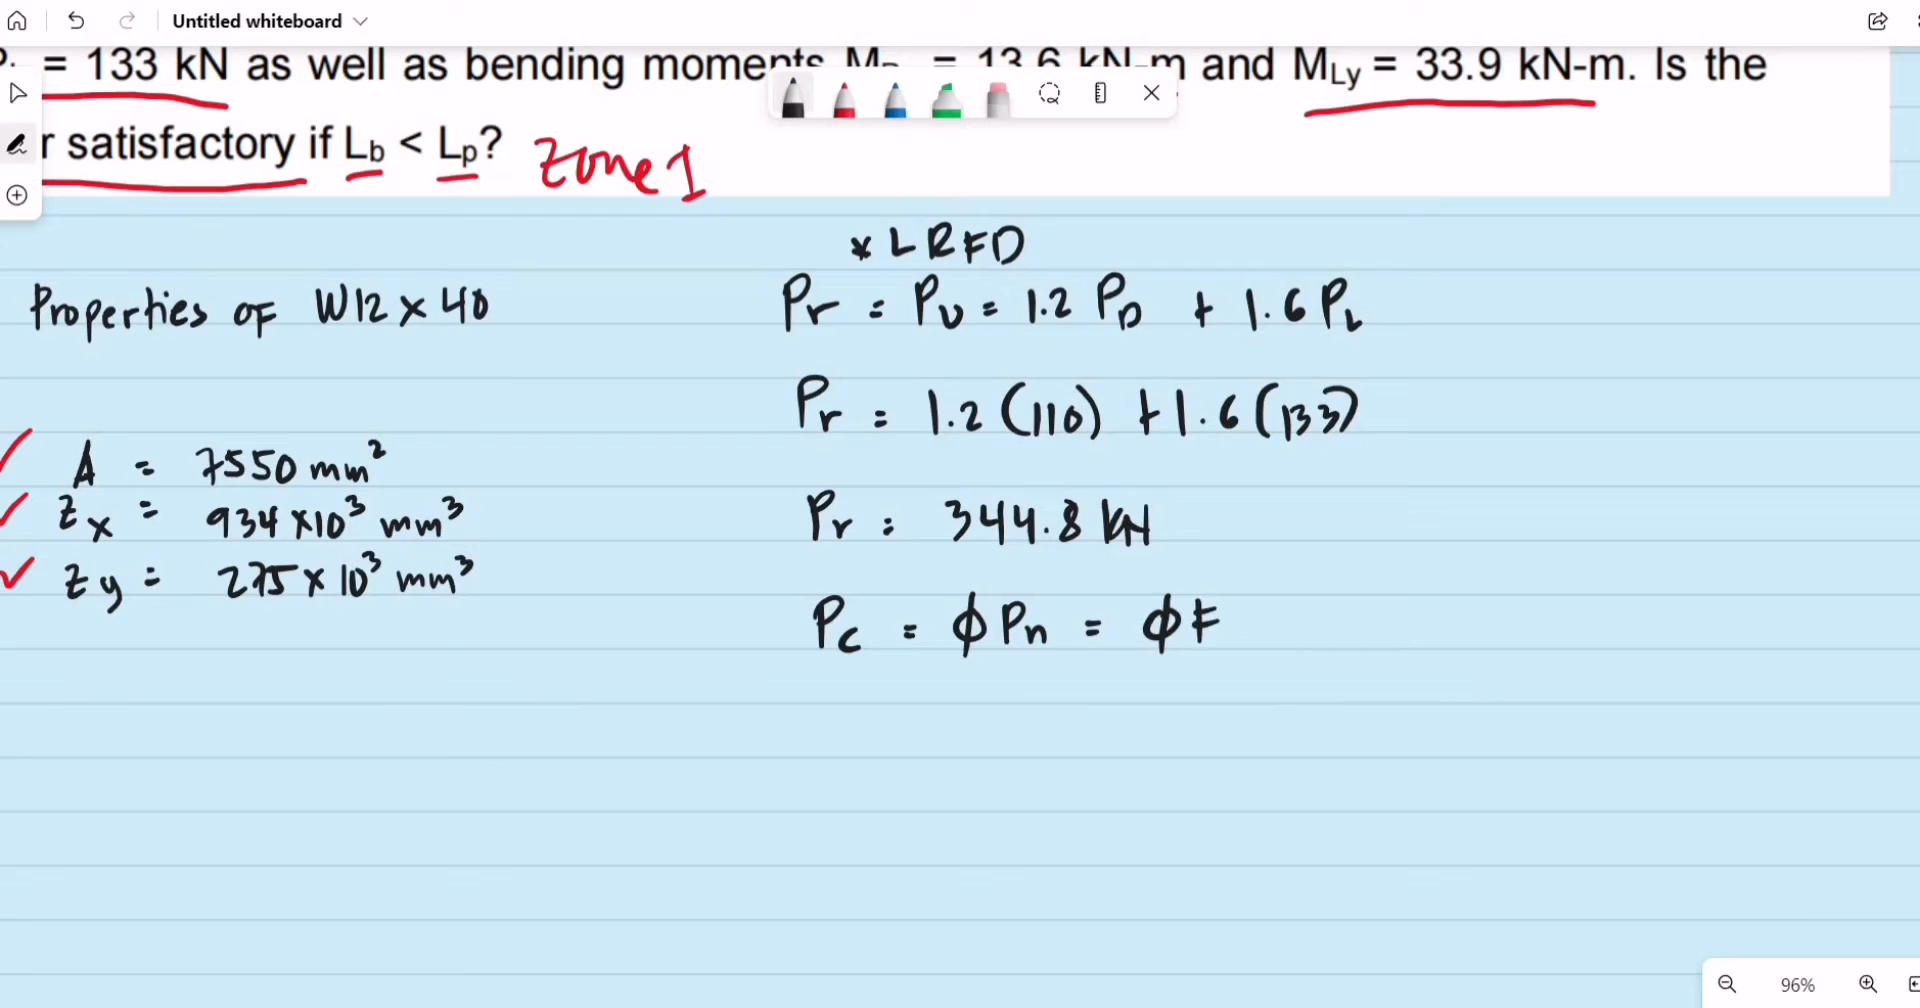 Untitled whiteboard
= 133 kN as well as bending moments = 13.6 kN-m and MLy = 33.9 kN-m. Is the
r satisfactory if Lb < Lp? Zone 1
* LRFD
Properties of W12 x 40
Pr = PU = 1.2 PD + 1.6 PL
Pr = 1.2 (110) + 1.6 (133)
A = 7550 mm²
Zx = 934 x10³ mm³
Zy = 275 x 10³ mm³
Pr = 344.8 kN
Pc = ϕPn = ϕF
96%